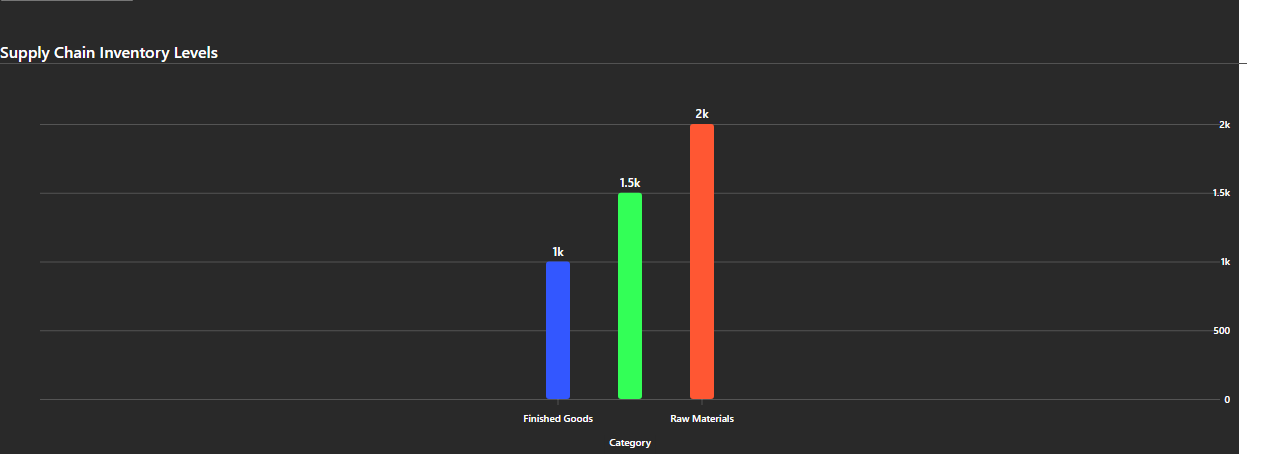 Supply Chain Inventory Levels
2k
2k
1.5k
1.5k
1k
1k
500
0
Finished Goods
Raw Materials
Category